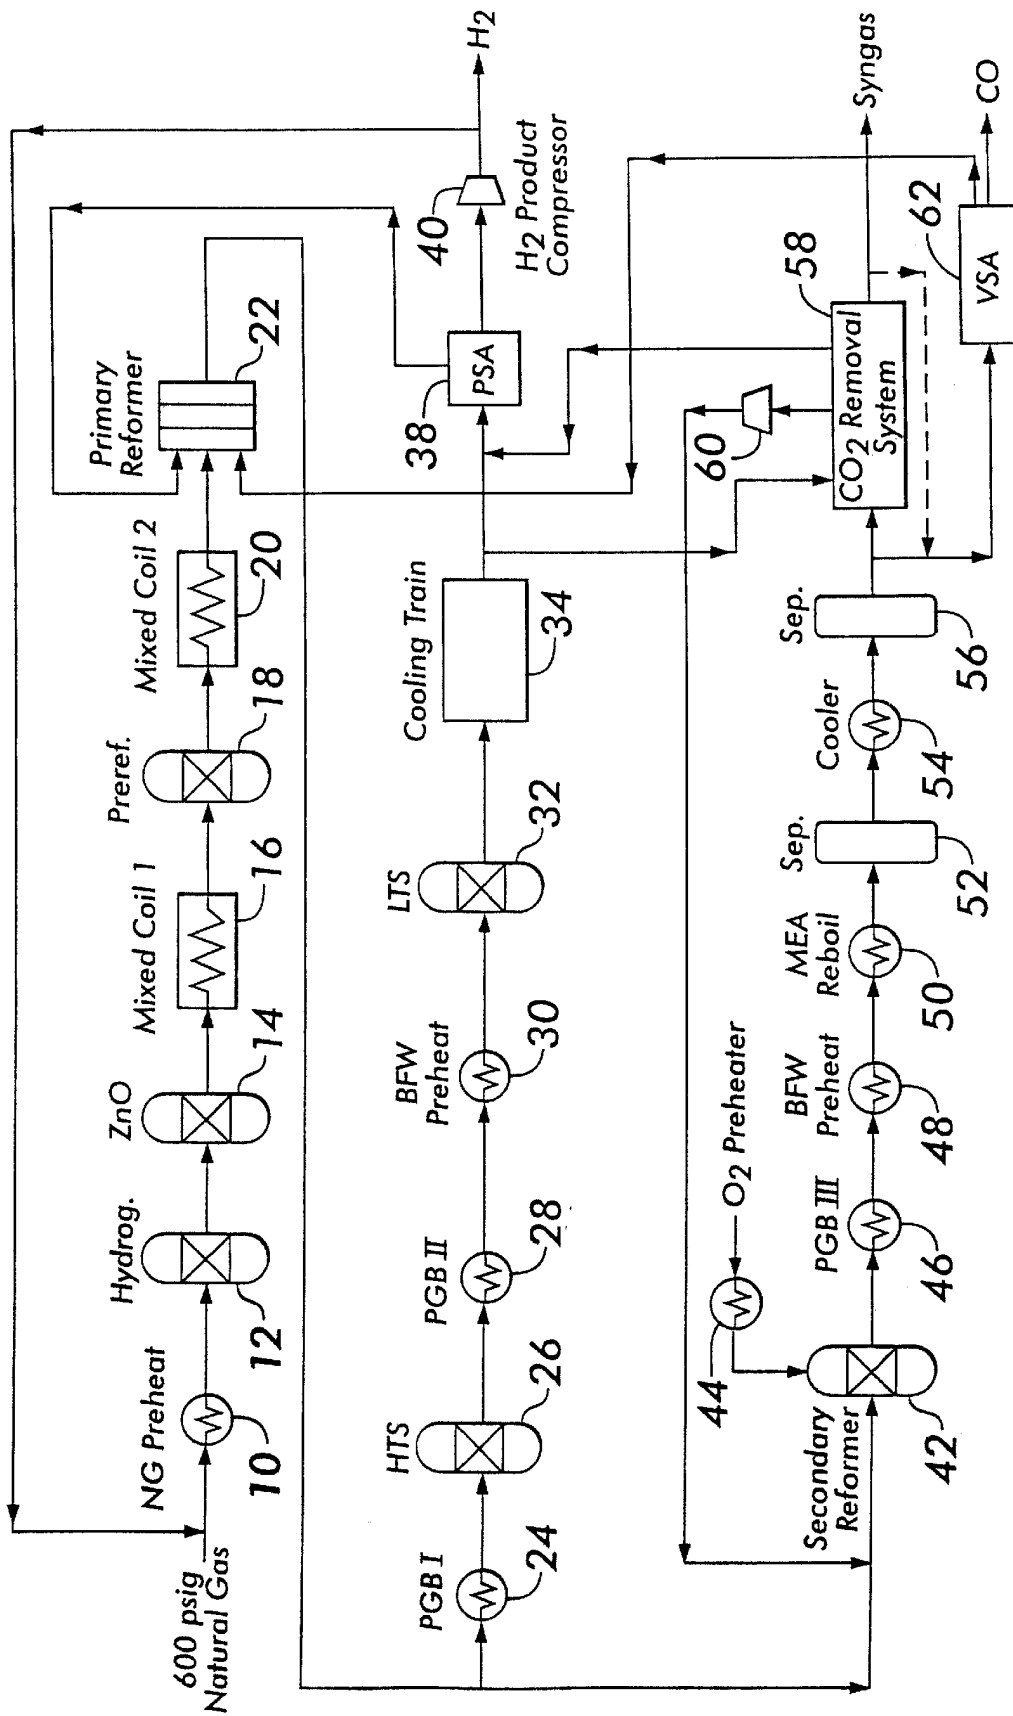 600 psig
Natural Gas
NG Preheat
10
Hydrog.
12
ZnO
14
Mixed Coil 1
16
Preref.
18
Mixed Coil 2
20
Primary
Reformer
22
PGB I
24
HTS
26
PGB II
28
BFW
Preheat
30
LTS
32
Cooling Train
34
PSA
38
40
H2 Product
Compressor
H2
Secondary
Reformer
42
44
O2 Preheater
PGB III
46
BFW
Preheat
48
MEA
Reboil
50
Sep.
52
Cooler
54
Sep.
56
CO2 Removal
System
58
60
Syngas
VSA
62
CO